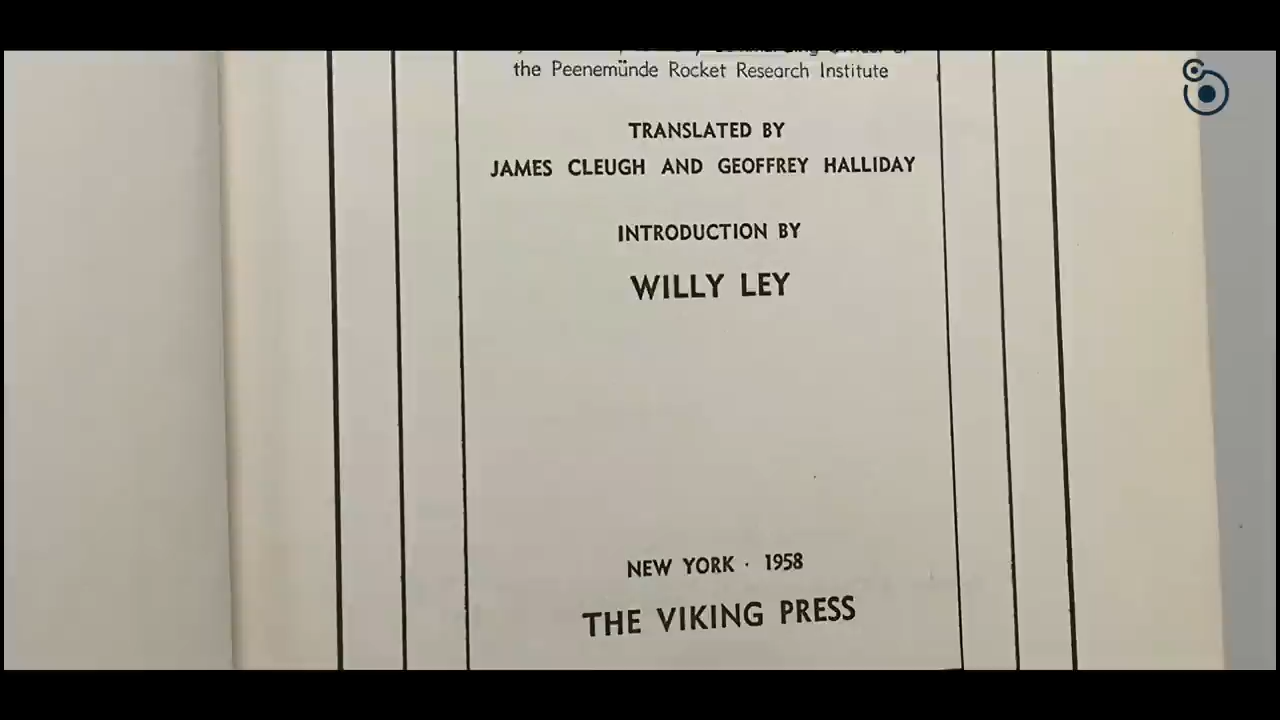 the Peenemünde Rocket Research Institute
TRANSLATED BY
JAMES CLEUGH AND GEOFFREY HALLIDAY
INTRODUCTION BY
WILLY LEY
NEW YORK · 1958
THE VIKING PRESS